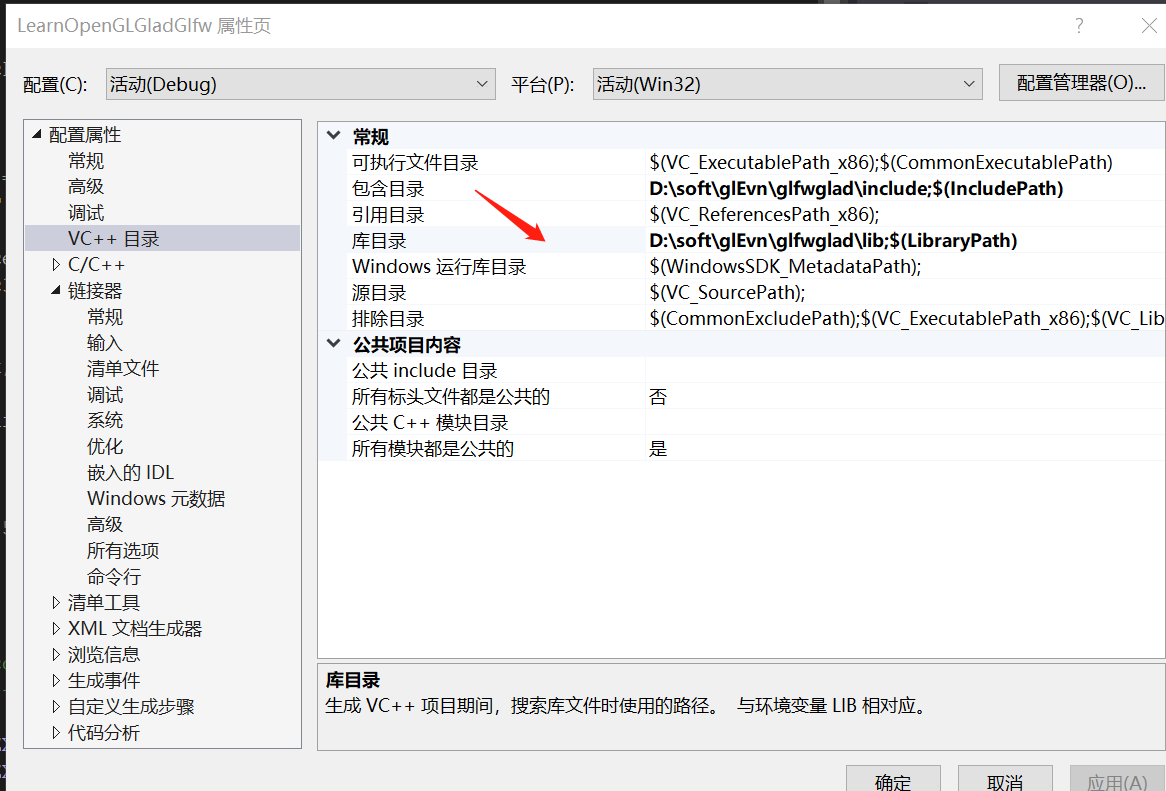 LearnOpenGLGladGlfw 属性页
?
配置(C): 活动(Debug) 平台(P): 活动(Win32) 配置管理器(O)...
配置属性
常规
高级
调试
VC++ 目录
C/C++
链接器
常规
输入
清单文件
调试
系统
优化
嵌入的 IDL
Windows 元数据
高级
所有选项
命令行
清单工具
XML 文档生成器
浏览信息
生成事件
自定义生成步骤
代码分析
常规
可执行文件目录 $(VC_ExecutablePath_x86);$(CommonExecutablePath)
包含目录 D:\soft\glEvn\glfwglad\include;$(IncludePath)
引用目录 $(VC_ReferencesPath_x86);
库目录 D:\soft\glEvn\glfwglad\lib;$(LibraryPath)
Windows 运行库目录 $(WindowsSDK_MetadataPath);
源目录 $(VC_SourcePath);
排除目录 $(CommonExcludePath);$(VC_ExecutablePath_x86);$(VC_Lib
公共项目内容
公共 include 目录
所有标头文件都是公共的 否
公共 C++ 模块目录
所有模块都是公共的 是
库目录
生成 VC++ 项目期间，搜索库文件时使用的路径。 与环境变量 LIB 相对应。
确定 取消 应用(A)